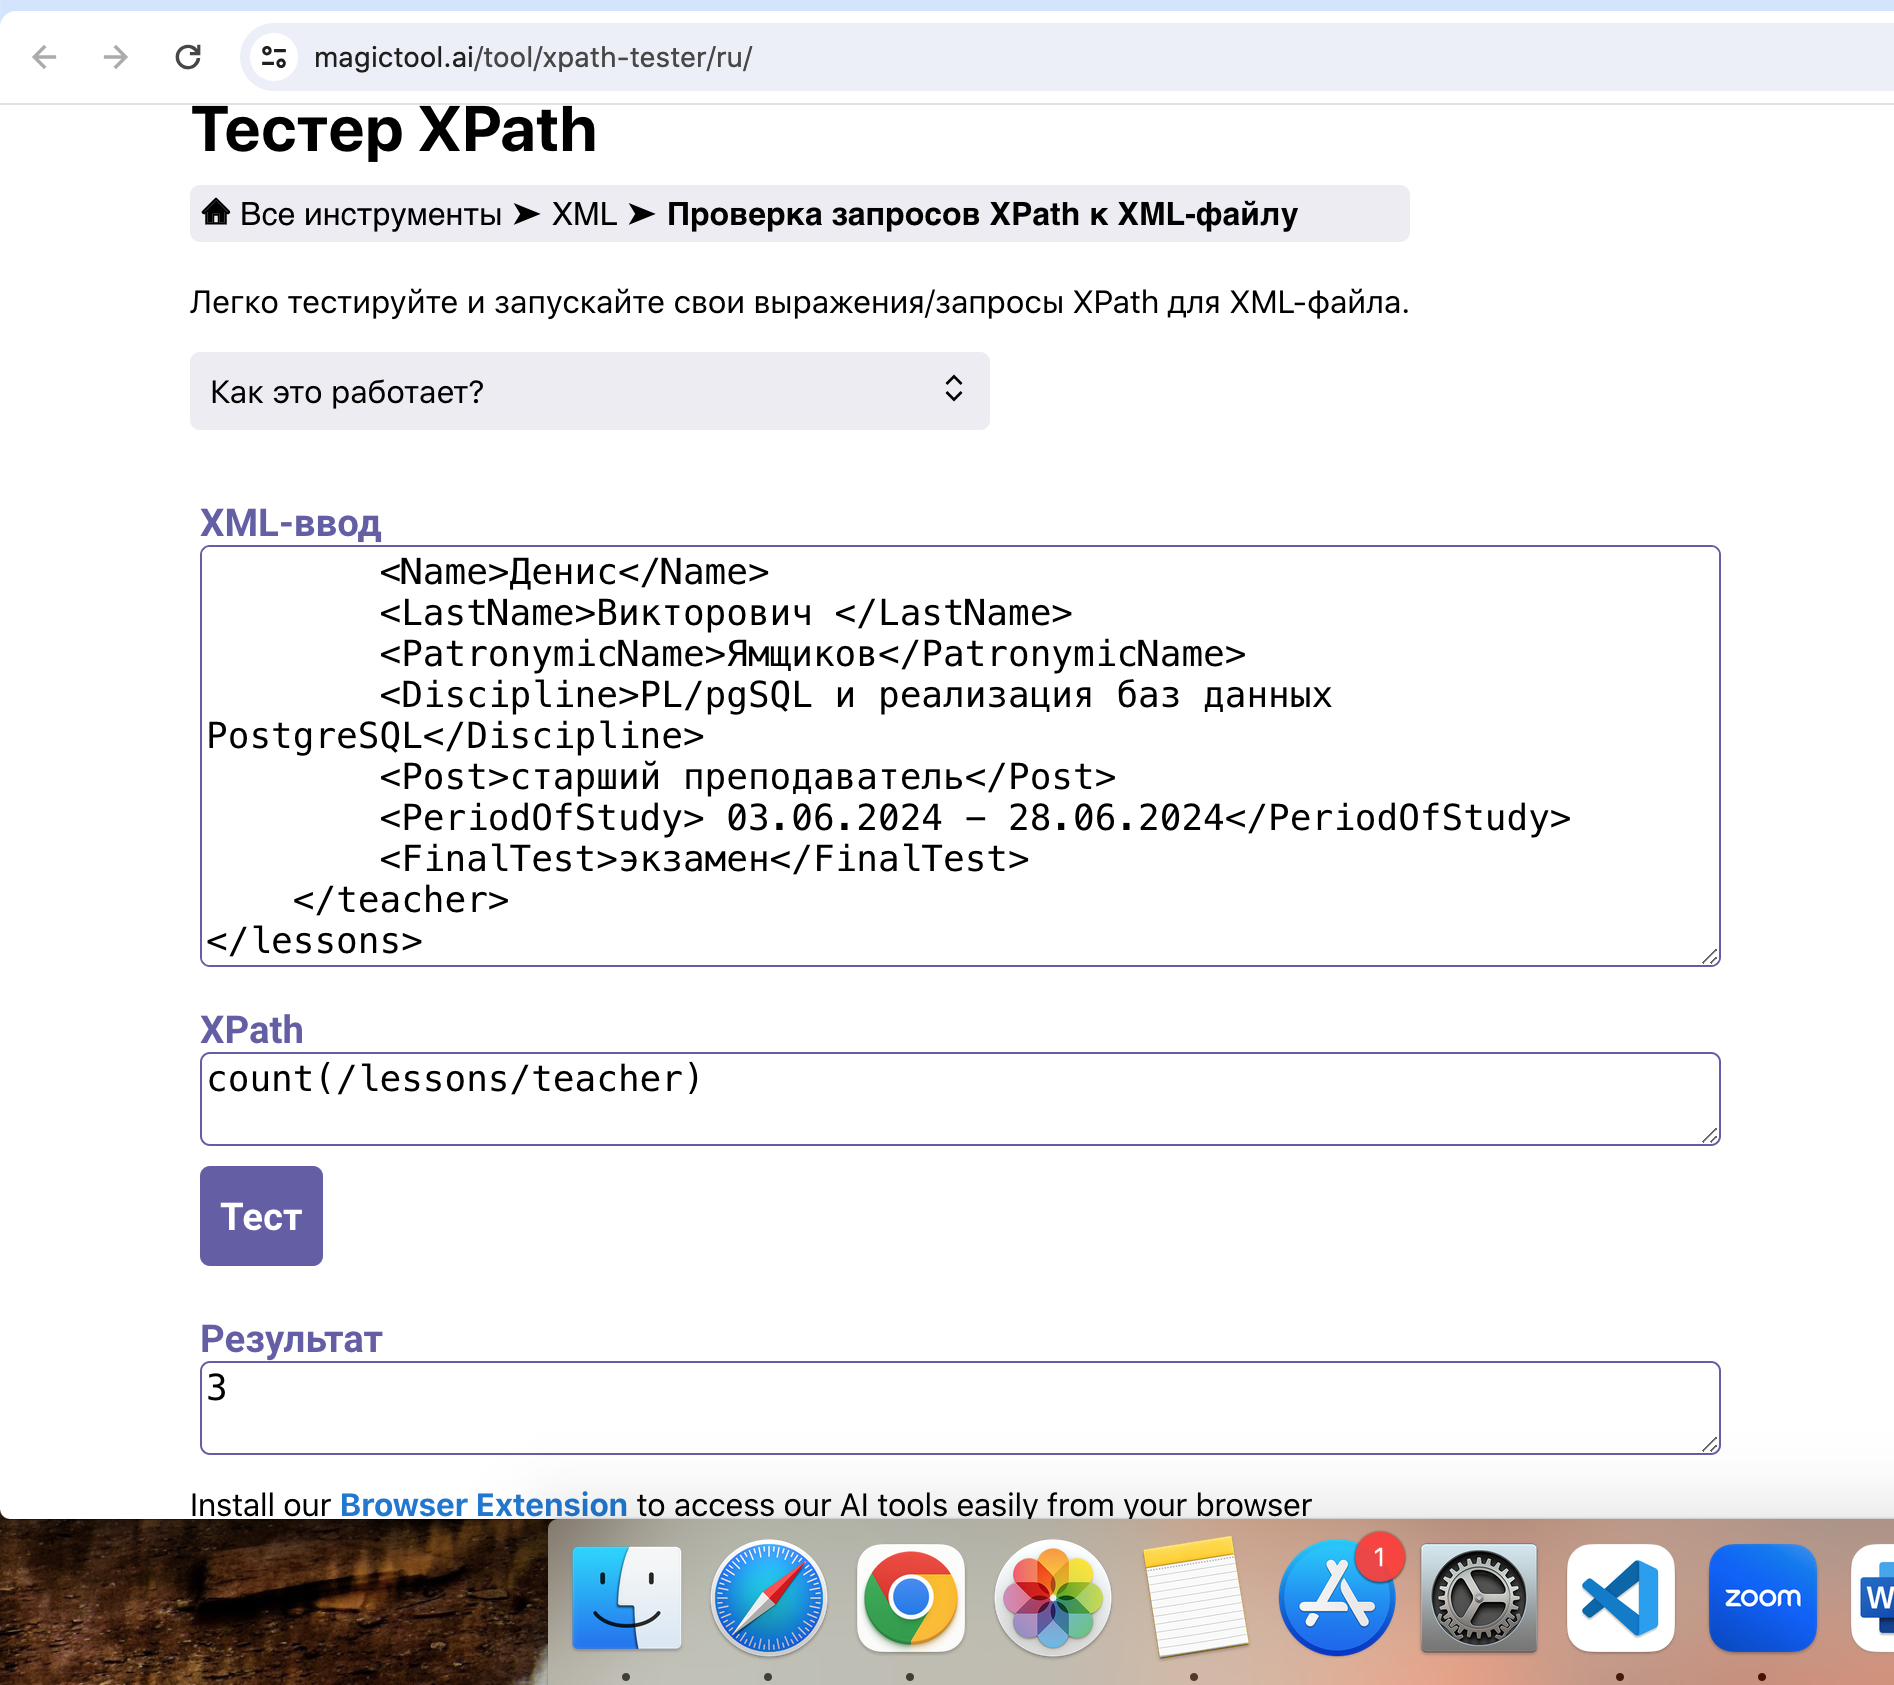 magictool.ai/tool/xpath-tester/ru/
Тестер XPath
Все инструменты ➤ XML ➤ Проверка запросов XPath к XML-файлу
Легко тестируйте и запускайте свои выражения/запросы XPath для XML-файла.
Как это работает?
XML-ввод
<Name>Денис</Name>
<LastName>Викторович </LastName>
<PatronymicName>Ямщиков</PatronymicName>
<Discipline>PL/pgSQL и реализация баз данных
PostgreSQL</Discipline>
<Post>старший преподаватель</Post>
<PeriodOfStudy> 03.06.2024 – 28.06.2024</PeriodOfStudy>
<FinalTest>экзамен</FinalTest>
</teacher>
</lessons>
XPath
count(/lessons/teacher)
Тест
Результат
3
Install our Browser Extension to access our AI tools easily from your browser
1
zoom
W